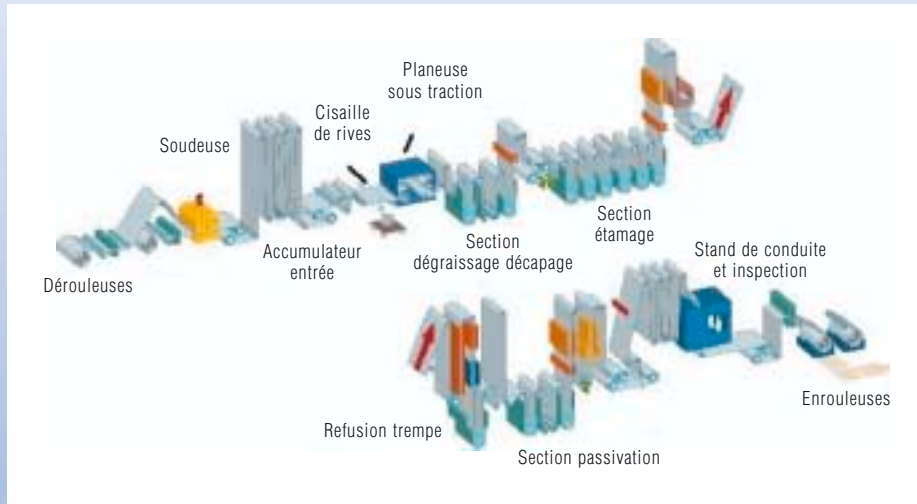 Planeuse
sous traction
Cisaille
de rives
Soudeuse
Accumulateur
entrée
Section
dégraissage décapage
Section
étamage
Dérouleuses
Stand de conduite
et inspection
Enrouleuses
Refusion trempe
Section passivation